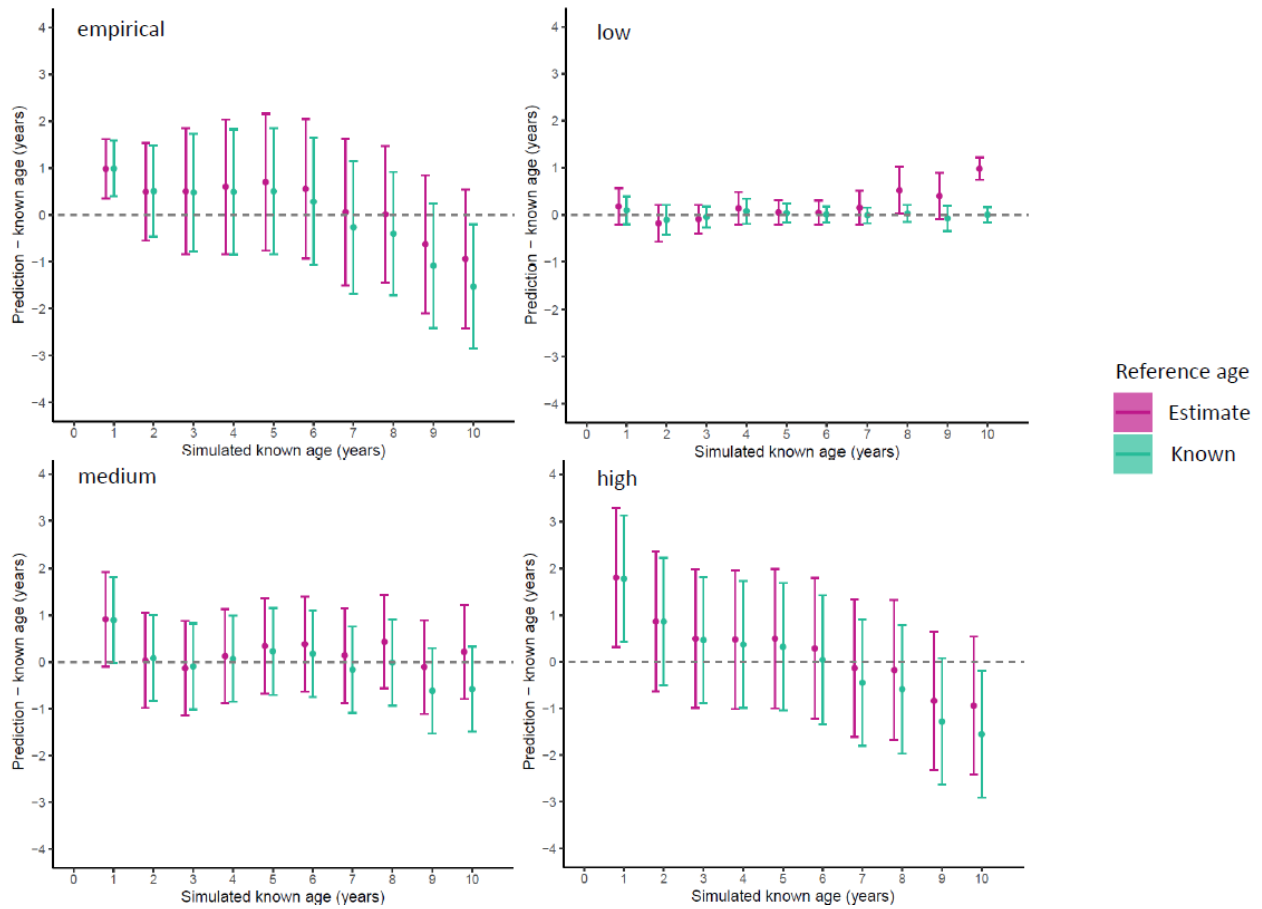 empirical
4
3
2
1
0
−1
−2
−3
−4
Prediction − known age (years)
0 1 2 3 4 5 6 7 8 9 10
Simulated known age (years)
low
4
3
2
1
0
−1
−2
−3
−4
Prediction − known age (years)
0 1 2 3 4 5 6 7 8 9 10
Simulated known age (years)
Reference age
Estimate
Known
medium
4
3
2
1
0
−1
−2
−3
−4
Prediction − known age (years)
0 1 2 3 4 5 6 7 8 9 10
Simulated known age (years)
high
4
3
2
1
0
−1
−2
−3
−4
Prediction − known age (years)
0 1 2 3 4 5 6 7 8 9 10
Simulated known age (years)